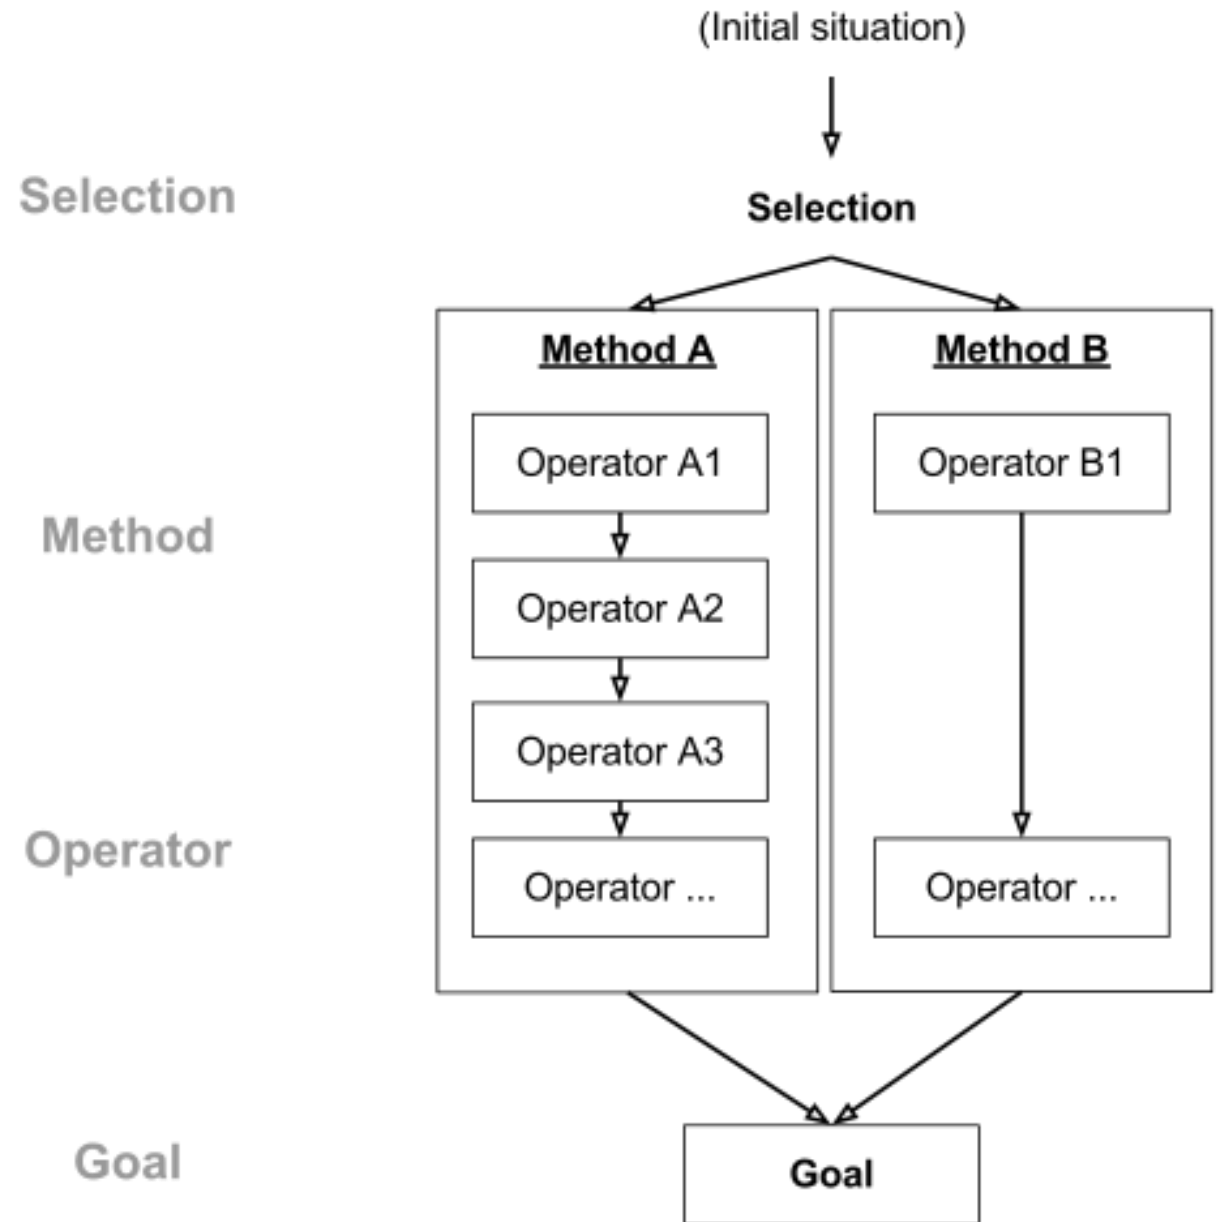 (Initial situation)
Selection
Selection
Method A
Method B
Operator A1
Operator B1
Method
Operator A2
Operator A3
Operator
Operator ...
Operator ...
Goal
Goal